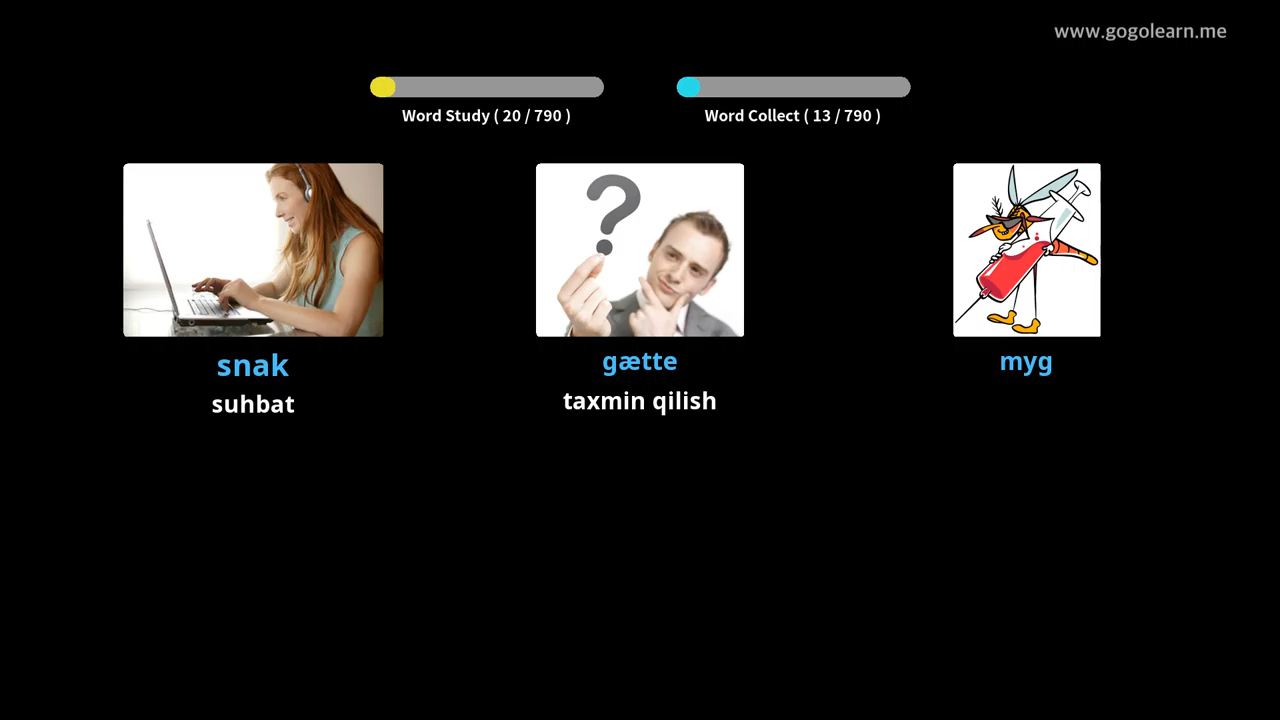 www.gogolearn.me
Word Study ( 20 / 790 )
Word Collect ( 13 / 790 )
snak
suhbat
gætte
taxmin qilish
myg